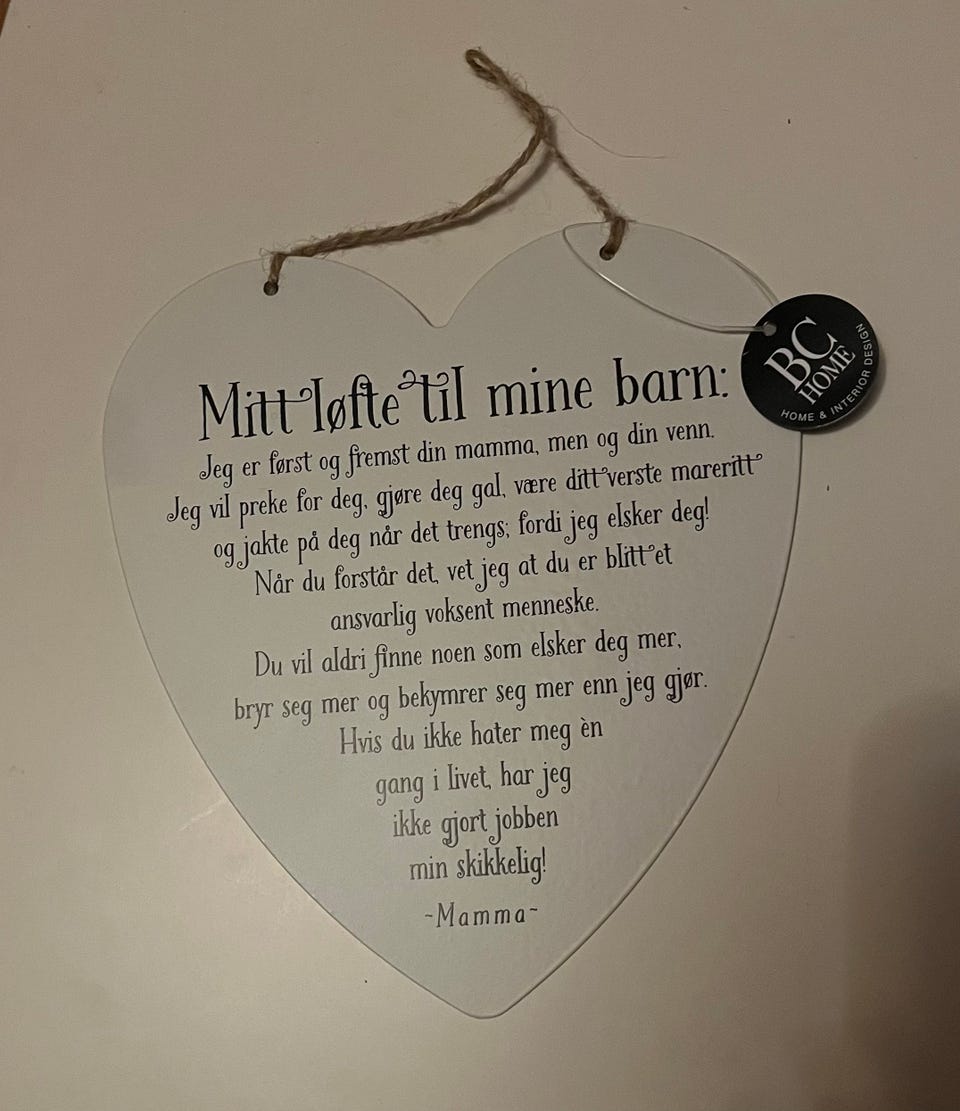 Mitt løfte til mine barn:
Jeg er først og fremst din mamma, men og din venn.
Jeg vil preke for deg, gjøre deg gal, være ditt verste mareritt
og jakte på deg når det trengs; fordi jeg elsker deg!
Når du forstår det, vet jeg at du er blitt et
ansvarlig voksent menneske.
Du vil aldri finne noen som elsker deg mer,
bryr seg mer og bekymrer seg mer enn jeg gjør.
Hvis du ikke hater meg èn
gang i livet, har jeg
ikke gjort jobben
min skikkelig!
~Mamma~
BC
HOME
HOME & INTERIOR DESIGN